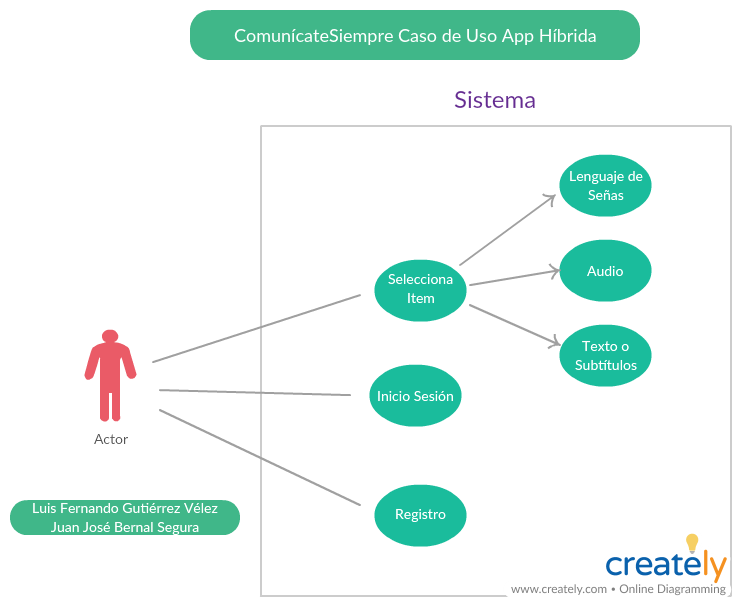 ComunícateSiempre Caso de Uso App Híbrida
Sistema
Lenguaje de
Señas
Audio
Texto o
Subtítulos
Selecciona
Item
Inicio Sesión
Registro
Actor
Luis Fernando Gutiérrez Vélez
Juan José Bernal Segura
creately
www.creately.com • Online Diagramming